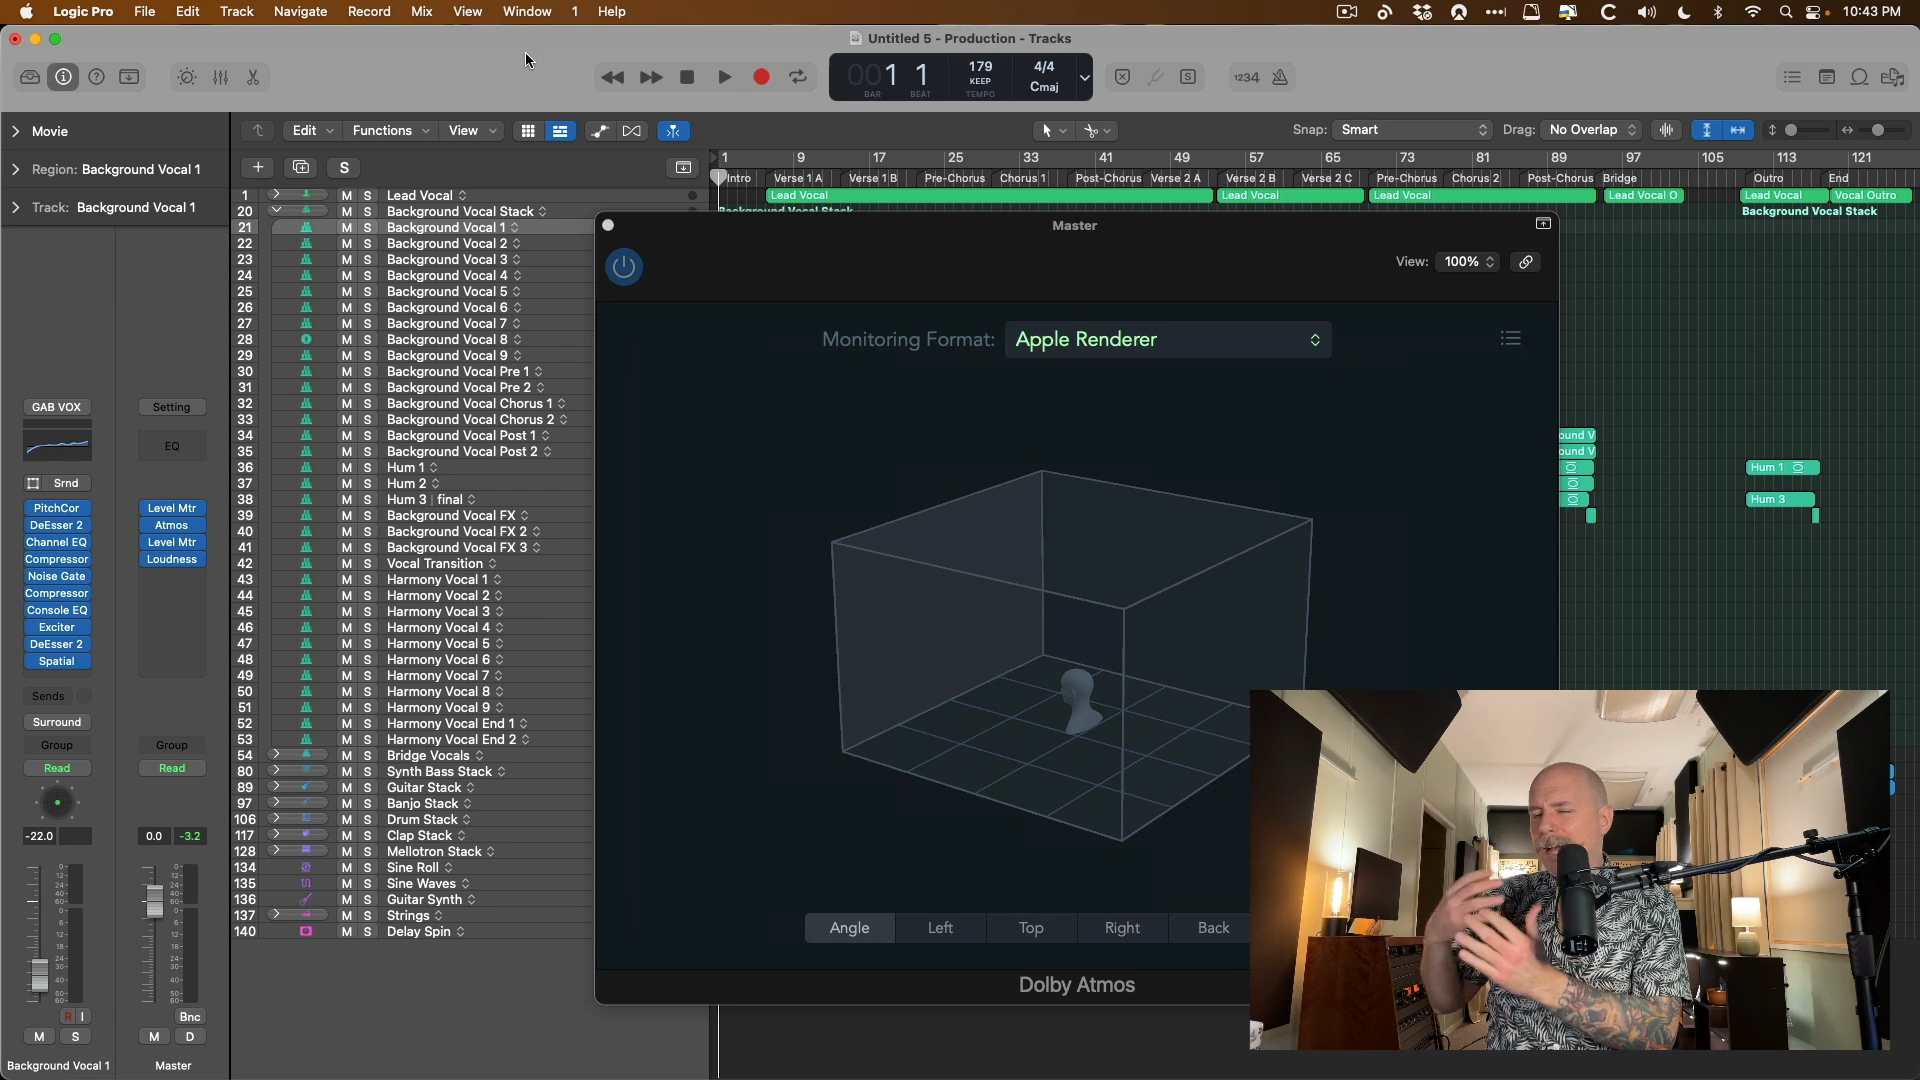 Logic Pro File Edit Track Navigate Record Mix View Window 1 Help 10:43 PM
Untitled 5 - Production - Tracks
001 1 179 KEEP 4/4 Cmaj
BAR BEAT TEMPO
1234
Movie
Region: Background Vocal 1
Track: Background Vocal 1
Edit Functions View
Snap: Smart Drag: No Overlap
S
1 9 17 25 33 41 49 57 65 73 81 89 97 105 113 121
Intro Verse 1 A Verse 1 B Pre-Chorus Chorus 1 Post-Chorus Verse 2 A Verse 2 B Verse 2 C Pre-Chorus Chorus 2 Post-Chorus Bridge Outro End
1 M S Lead Vocal
Lead Vocal Lead Vocal Lead Vocal Lead Vocal O Lead Vocal Vocal Outro
20 M S Background Vocal Stack
Background Vocal Stack Background Vocal Stack
21 M S Background Vocal 1
22 M S Background Vocal 2
23 M S Background Vocal 3
24 M S Background Vocal 4
25 M S Background Vocal 5
26 M S Background Vocal 6
27 M S Background Vocal 7
28 M S Background Vocal 8
29 M S Background Vocal 9
30 M S Background Vocal Pre 1
31 M S Background Vocal Pre 2
32 M S Background Vocal Chorus 1
33 M S Background Vocal Chorus 2
34 M S Background Vocal Post 1
35 M S Background Vocal Post 2
36 M S Hum 1
37 M S Hum 2
38 M S Hum 3 | final
39 M S Background Vocal FX
40 M S Background Vocal FX 2
41 M S Background Vocal FX 3
42 M S Vocal Transition
43 M S Harmony Vocal 1
44 M S Harmony Vocal 2
45 M S Harmony Vocal 3
46 M S Harmony Vocal 4
47 M S Harmony Vocal 5
48 M S Harmony Vocal 6
49 M S Harmony Vocal 7
50 M S Harmony Vocal 8
51 M S Harmony Vocal 9
52 M S Harmony Vocal End 1
53 M S Harmony Vocal End 2
54 M S Bridge Vocals
80 M S Synth Bass Stack
89 M S Guitar Stack
97 M S Banjo Stack
106 M S Drum Stack
117 M S Clap Stack
128 M S Mellotron Stack
134 M S Sine Roll
135 M S Sine Waves
136 M S Guitar Synth
137 M S Strings
140 M S Delay Spin
ound V
ound V
Hum 1
Hum 3
Master
View: 100%
Monitoring Format: Apple Renderer
Angle Left Top Right Back
Dolby Atmos
GAB VOX Setting
EQ
Srnd
PitchCor Level Mtr
DeEsser 2 Atmos
Channel EQ Level Mtr
Compressor Loudness
Noise Gate
Compressor
Console EQ
Exciter
DeEsser 2
Spatial
Sends
Surround
Group Group
Read Read
-22.0 0.0 -3.2
R I Bnc
M S M D
Background Vocal 1 Master